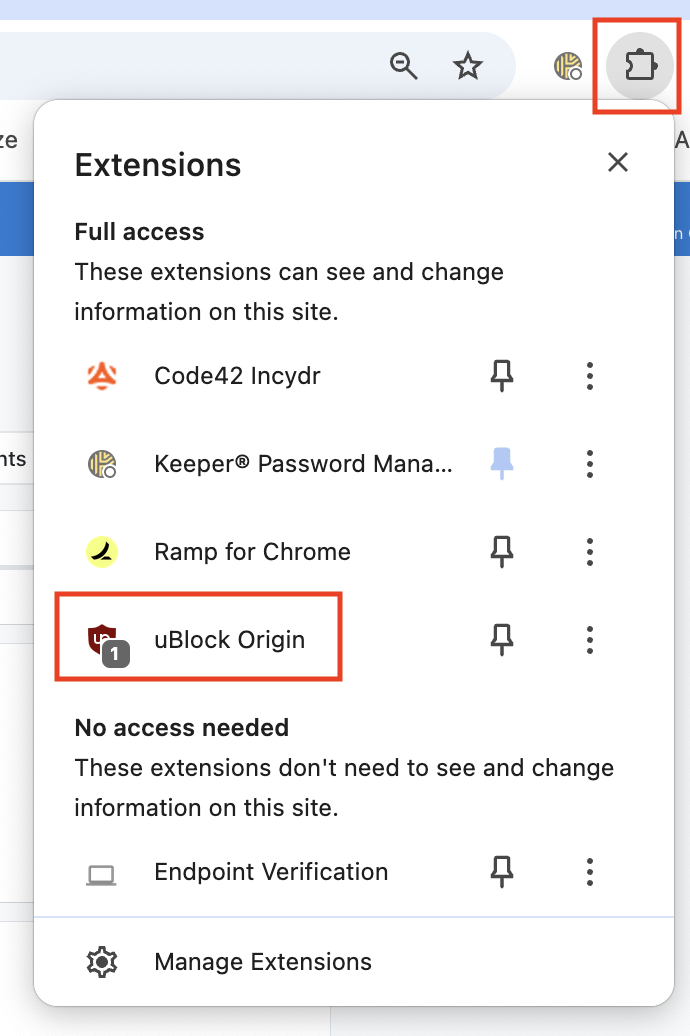 ze
A
Extensions
n
Full access
These extensions can see and change
information on this site.
Code42 Incydr
nts
Keeper® Password Mana...
Ramp for Chrome
uBlock Origin
1
No access needed
These extensions don't need to see and change
information on this site.
Endpoint Verification
Manage Extensions